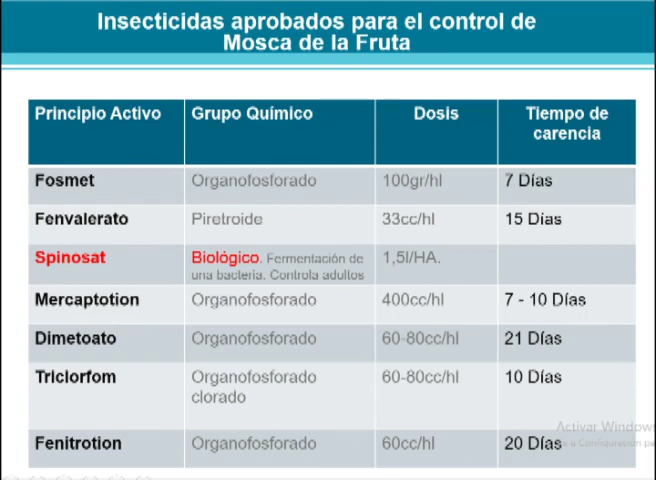 Insecticidas aprobados para el control de
Mosca de la Fruta
Principio Activo Grupo Químico Dosis Tiempo de
carencia
Fosmet Organofosforado 100gr/hl 7 Días
Fenvalerato Piretroide 33cc/hl 15 Días
Spinosat Biológico. Fermentación de 1,5l/HA.
una bacteria. Controla adultos
Mercaptotion Organofosforado 400cc/hl 7 - 10 Días
Dimetoato Organofosforado 60-80cc/hl 21 Días
Triclorfom Organofosforado 60-80cc/hl 10 Días
clorado
Activar Windows
Fenitrotion Organofosforado 60cc/hl 20 Días
a Configuración pa